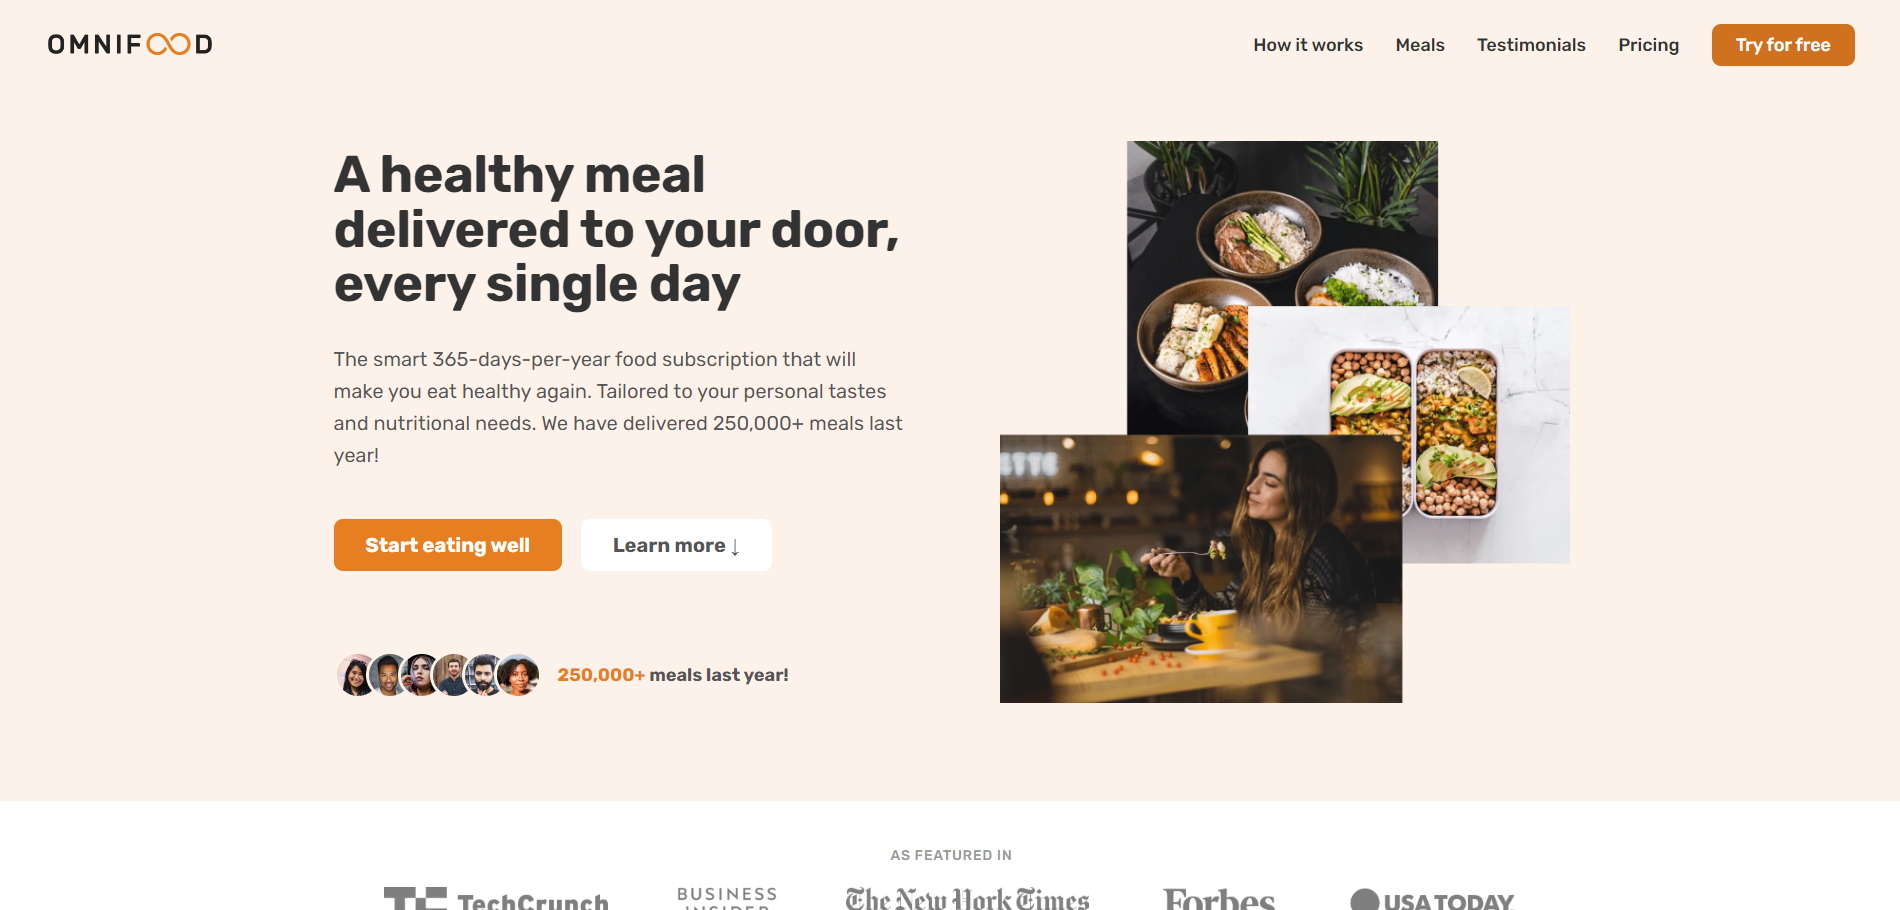 OMNIFOOD
How it works Meals Testimonials Pricing Try for free
A healthy meal
delivered to your door,
every single day
The smart 365-days-per-year food subscription that will
make you eat healthy again. Tailored to your personal tastes
and nutritional needs. We have delivered 250,000+ meals last
year!
Start eating well Learn more ↓
250,000+ meals last year!
AS FEATURED IN
TechCrunch
BUSINESS
INSIDER
The New York Times
Forbes
USA TODAY